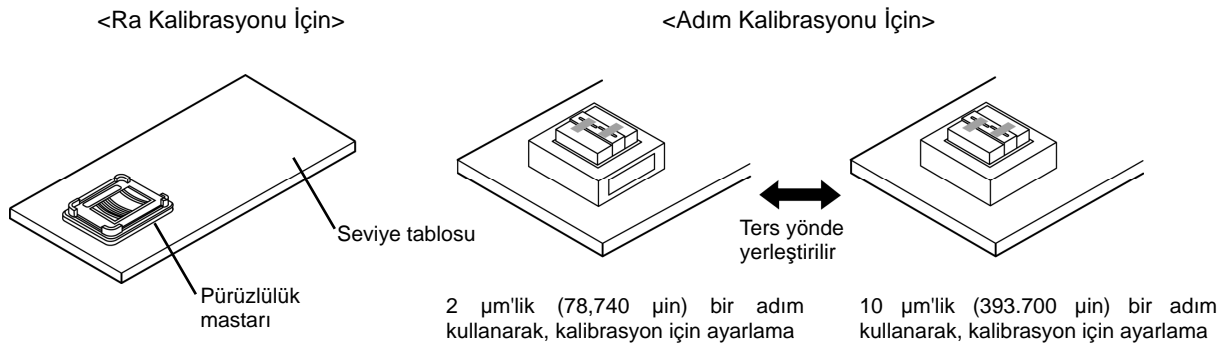 <Ra Kalibrasyonu İçin>
<Adım Kalibrasyonu İçin>
Seviye tablosu
Pürüzlülük
mastarı
Ters yönde
yerleştirilir
2 µm'lik (78,740 µin) bir adım
kullanarak, kalibrasyon için ayarlama
10 µm'lik (393.700 µin) bir adım
kullanarak, kalibrasyon için ayarlama